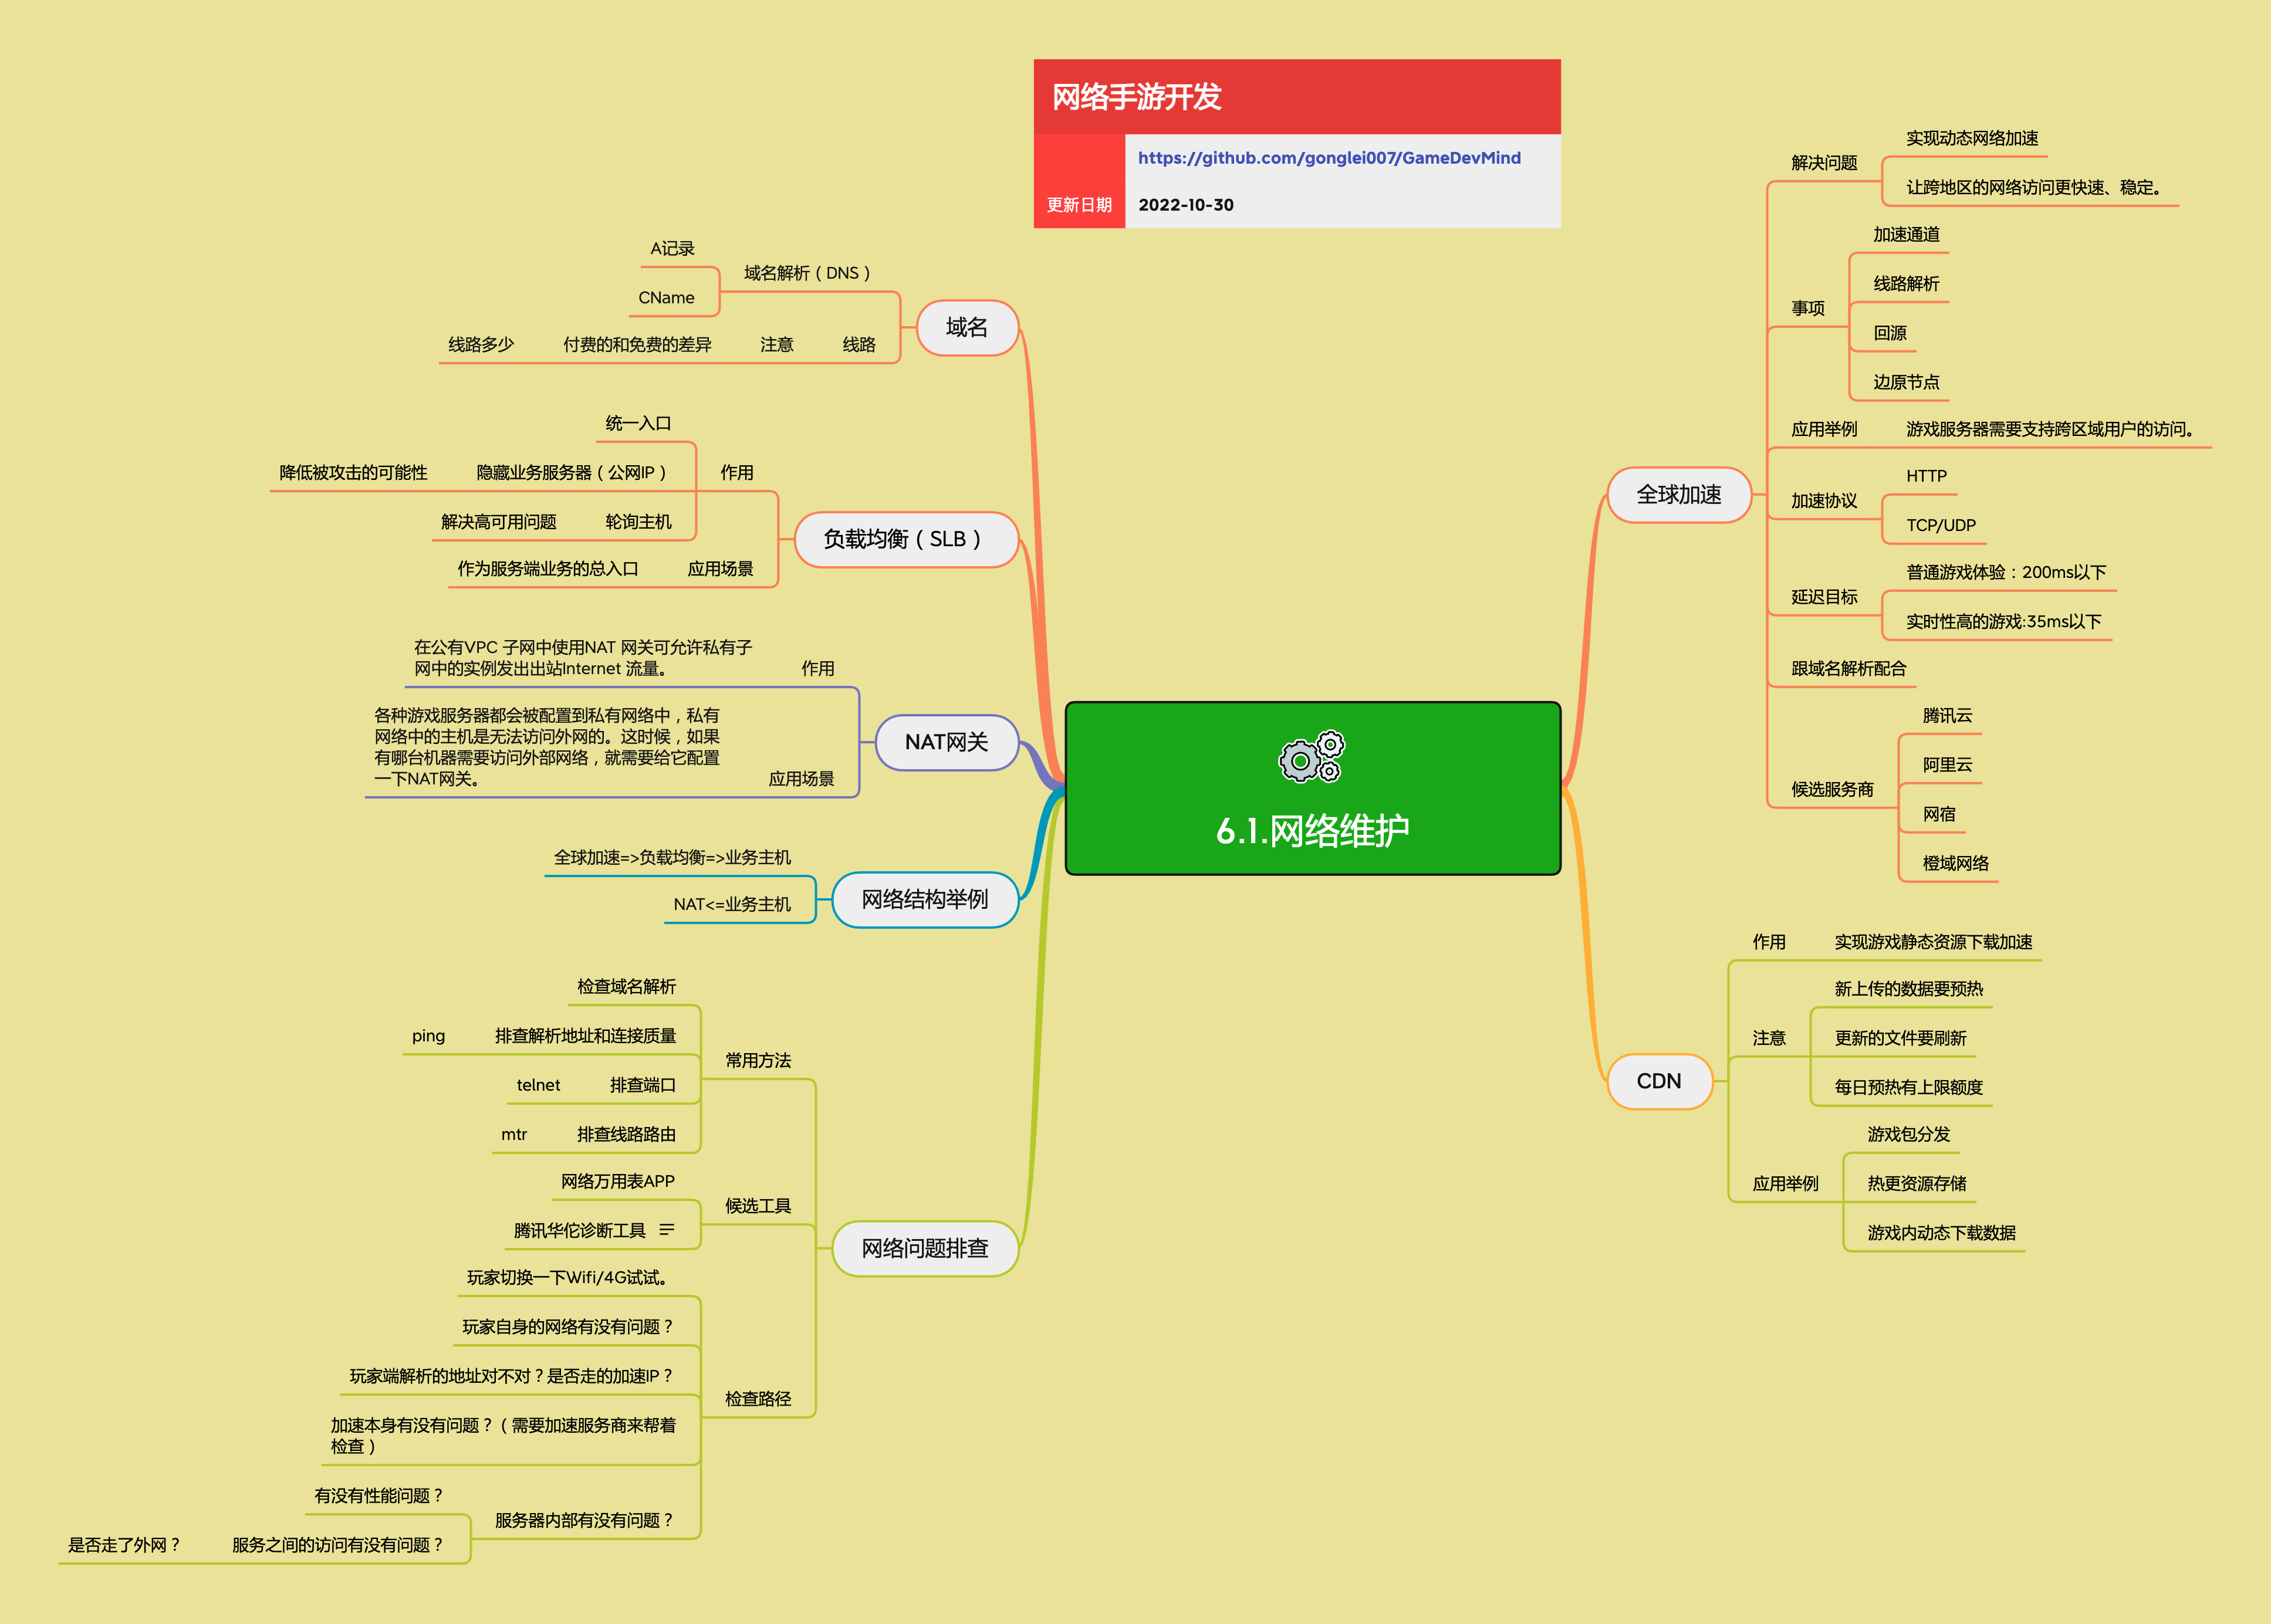 网络手游开发
https://github.com/gonglei007/GameDevMind
更新日期
2022-10-30
6.1.网络维护
域名
域名解析（DNS）
A记录
CName
线路
注意
付费的和免费的差异
线路多少
负载均衡（SLB）
作用
统一入口
隐藏业务服务器（公网IP）
降低被攻击的可能性
轮询主机
解决高可用问题
应用场景
作为服务端业务的总入口
NAT网关
作用
在公有VPC 子网中使用NAT 网关可允许私有子
网中的实例发出出站Internet 流量。
应用场景
各种游戏服务器都会被配置到私有网络中，私有
网络中的主机是无法访问外网的。这时候，如果
有哪台机器需要访问外部网络，就需要给它配置
一下NAT网关。
网络结构举例
全球加速=>负载均衡=>业务主机
NAT<=业务主机
网络问题排查
常用方法
检查域名解析
排查解析地址和连接质量
ping
排查端口
telnet
排查线路路由
mtr
候选工具
网络万用表APP
腾讯华佗诊断工具
检查路径
玩家切换一下Wifi/4G试试。
玩家自身的网络有没有问题？
玩家端解析的地址对不对？是否走的加速IP？
加速本身有没有问题？（需要加速服务商来帮着
检查）
服务器内部有没有问题？
有没有性能问题？
服务之间的访问有没有问题？
是否走了外网？
全球加速
解决问题
实现动态网络加速
让跨地区的网络访问更快速、稳定。
事项
加速通道
线路解析
回源
边原节点
应用举例
游戏服务器需要支持跨区域用户的访问。
加速协议
HTTP
TCP/UDP
延迟目标
普通游戏体验：200ms以下
实时性高的游戏:35ms以下
跟域名解析配合
候选服务商
腾讯云
阿里云
网宿
橙域网络
CDN
作用
实现游戏静态资源下载加速
注意
新上传的数据要预热
更新的文件要刷新
每日预热有上限额度
应用举例
游戏包分发
热更资源存储
游戏内动态下载数据